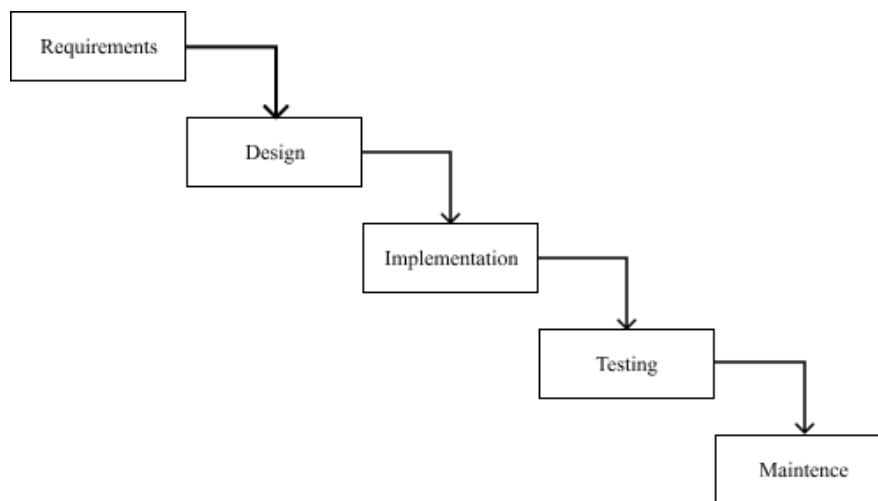 Requirements
Design
Implementation
Testing
Maintence